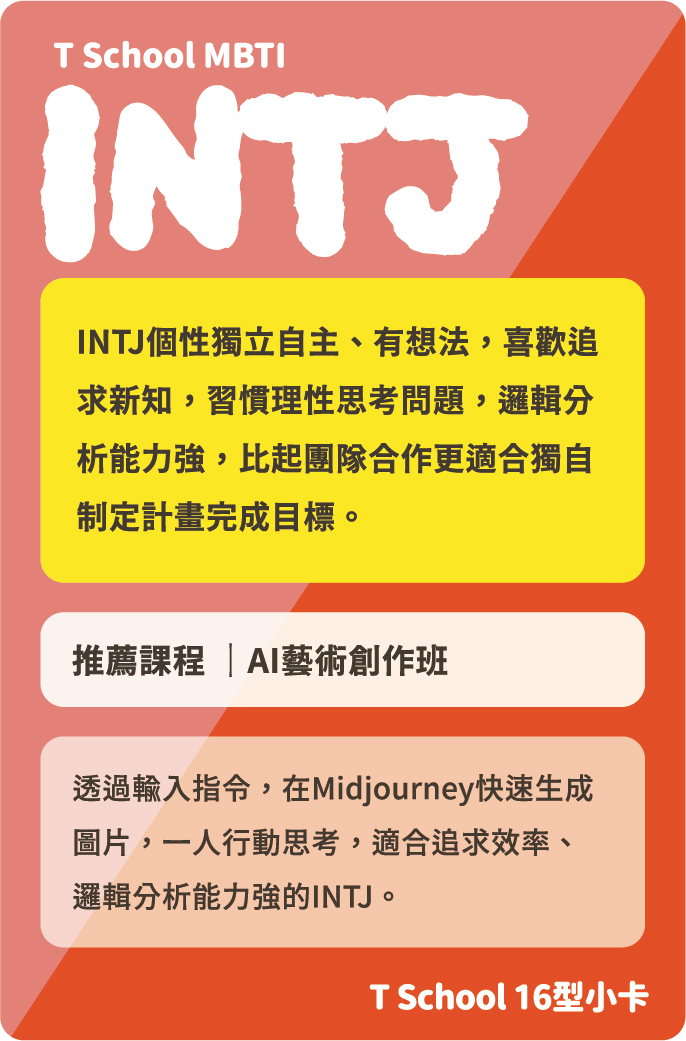 T School MBTI
INTJ
INTJ個性獨立自主、有想法，喜歡追
求新知，習慣理性思考問題，邏輯分
析能力強，比起團隊合作更適合獨自
制定計畫完成目標。
推薦課程 ｜AI藝術創作班
透過輸入指令，在Midjourney快速生成
圖片，一人行動思考，適合追求效率、
邏輯分析能力強的INTJ。
T School 16型小卡